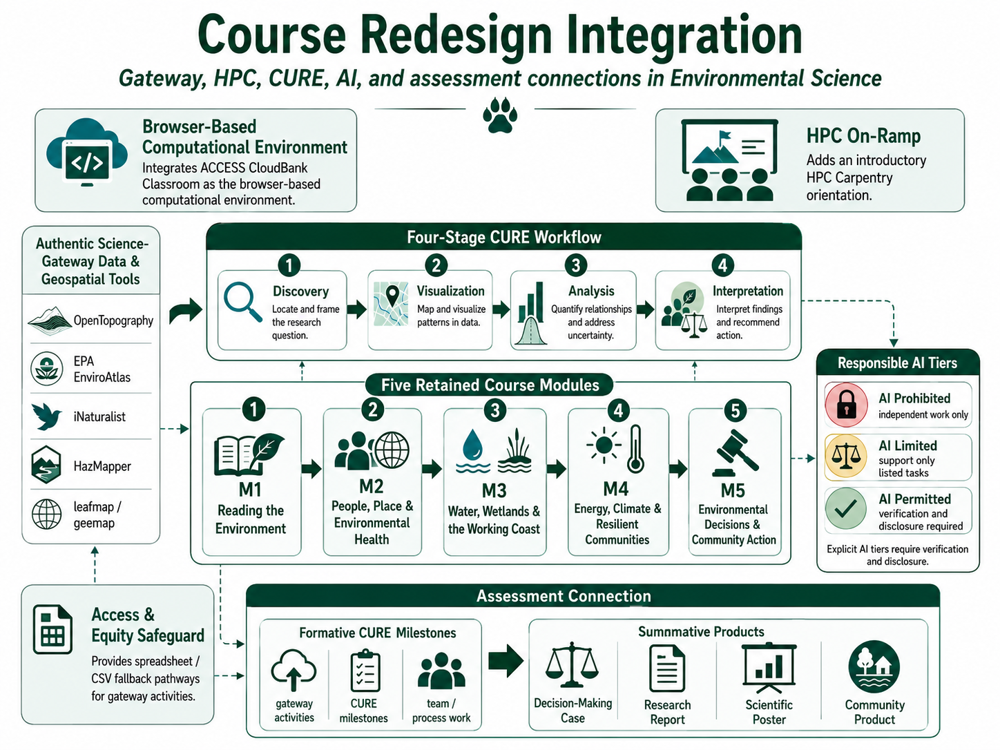 Course Redesign Integration
Gateway, HPC, CURE, AI, and assessment connections in Environmental Science
Browser-Based
Computational Environment
Integrates ACCESS CloudBank
Classroom as the browser-based
computational environment.
HPC On-Ramp
Adds an introductory
HPC Carpentry
orientation.
Authentic Science-
Gateway Data &
Geospatial Tools
OpenTopography
EPA
EnviroAtlas
iNaturalist
HazMapper
leafmap /
geemap
Four-Stage CURE Workflow
1
Discovery
Locate and frame
the research
question.
2
Visualization
Map and visualize
patterns in data.
3
Analysis
Quantify relationships
and address
uncertainty.
4
Interpretation
Interpret findings
and recommend
action.
Five Retained Course Modules
1
M1
Reading the
Environment
2
M2
People, Place &
Environmental
Health
3
M3
Water, Wetlands &
the Working Coast
4
M4
Energy, Climate &
Resilient
Communities
5
M5
Environmental
Decisions &
Community Action
Responsible AI Tiers
AI Prohibited
independent work only
AI Limited
support only
listed tasks
AI Permitted
verification and
disclosure required
Explicit AI tiers require verification
and disclosure.
Access &
Equity Safeguard
Provides spreadsheet /
CSV fallback pathways
for gateway activities.
Assessment Connection
Formative CURE Milestones
gateway
activities
CURE
milestones
team /
process work
Sumnmative Products
Decision-Making
Case
Research
Report
Scientific
Poster
Community
Product